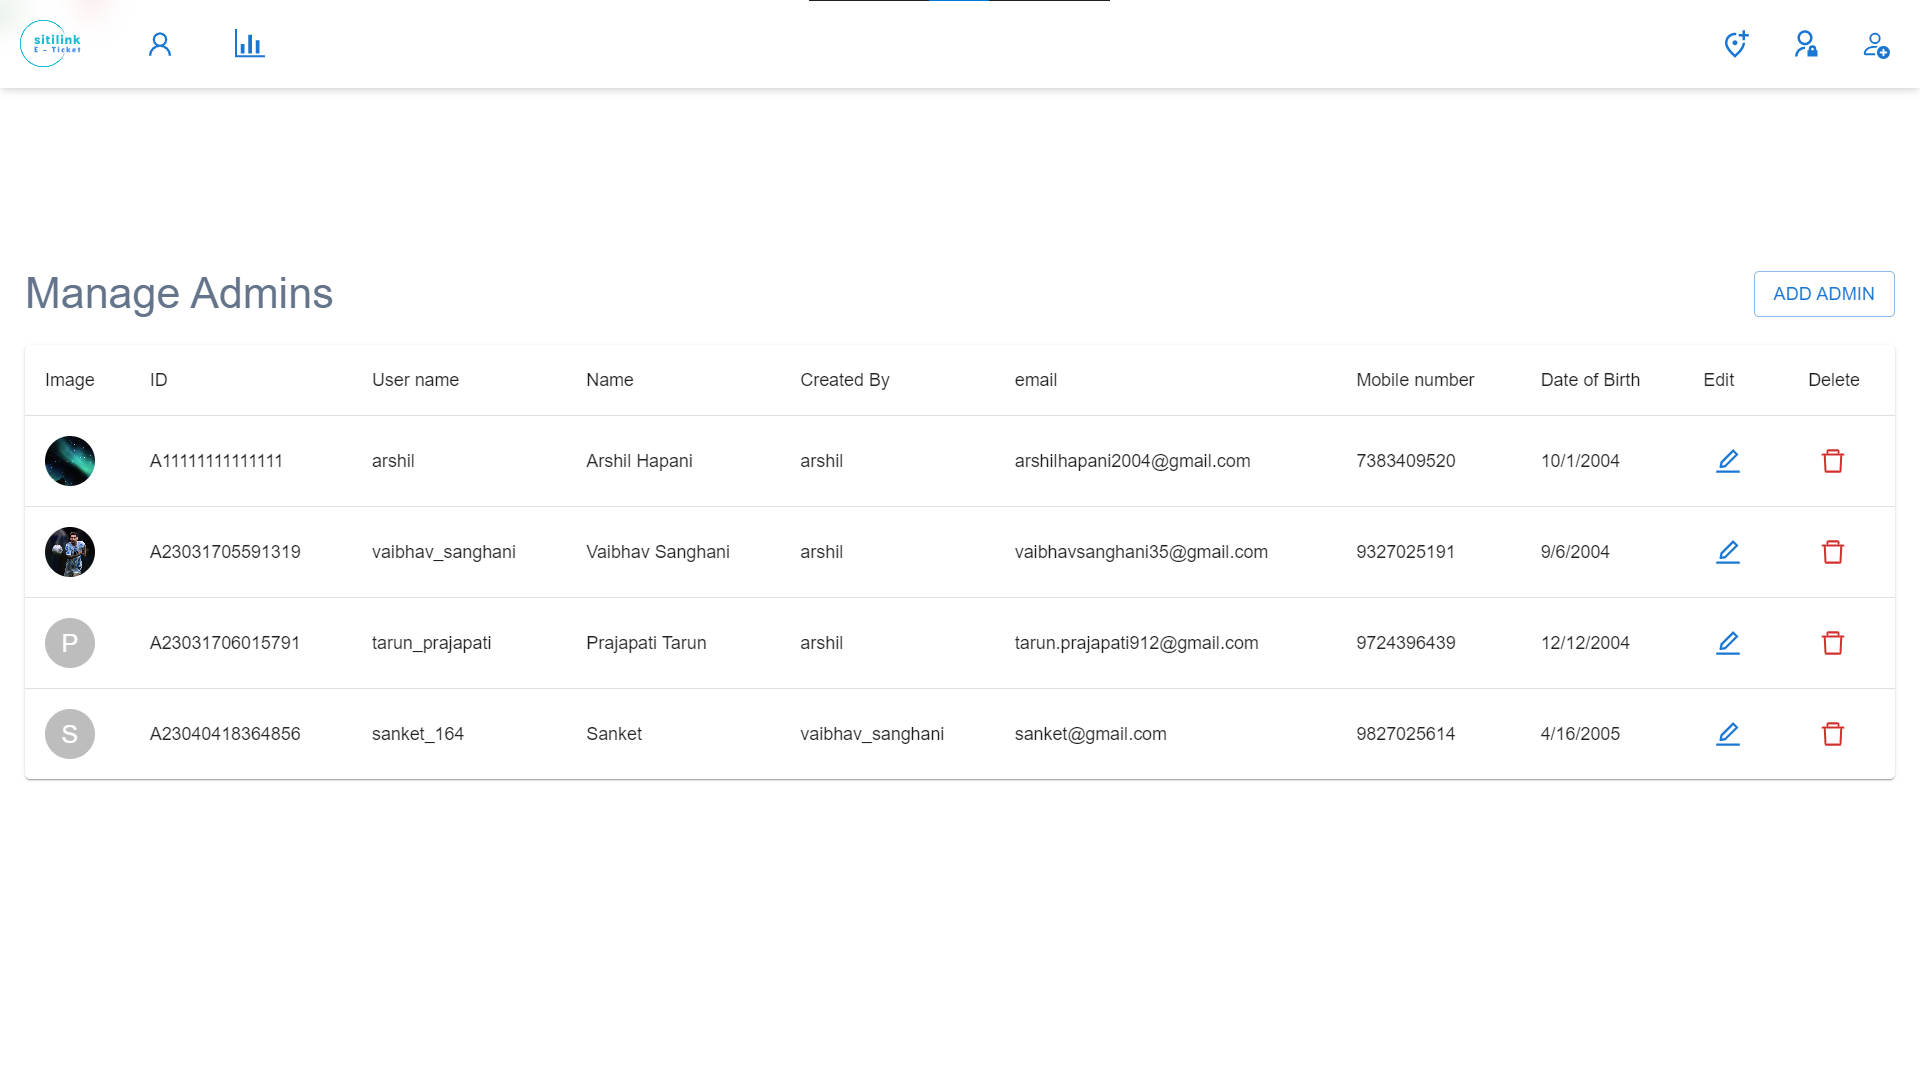 sitilink
E - Ticket
Manage Admins
ADD ADMIN
Image ID User name Name Created By email Mobile number Date of Birth Edit Delete
A11111111111111 arshil Arshil Hapani arshil arshilhapani2004@gmail.com 7383409520 10/1/2004
A23031705591319 vaibhav_sanghani Vaibhav Sanghani arshil vaibhavsanghani35@gmail.com 9327025191 9/6/2004
P A23031706015791 tarun_prajapati Prajapati Tarun arshil tarun.prajapati912@gmail.com 9724396439 12/12/2004
S A23040418364856 sanket_164 Sanket vaibhav_sanghani sanket@gmail.com 9827025614 4/16/2005